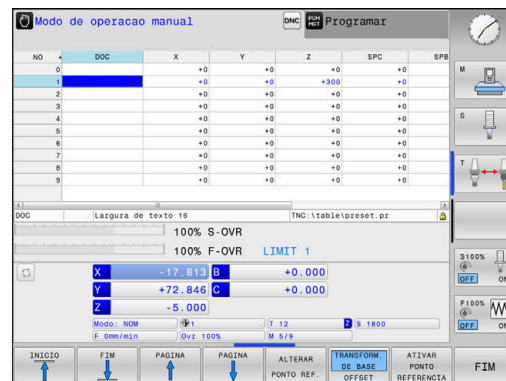 Modo de operacao manual
DNC
PGM MGT
Programar
NO DOC X Y Z SPC SPB
0 +0 +0 +0 +0
1 +0 +0 +300 +0
2 +0 +0 +0 +0
3 +0 +0 +0 +0
4 +0 +0 +0 +0
5 +0 +0 +0 +0
6 +0 +0 +0 +0
7 +0 +0 +0 +0
8 +0 +0 +0 +0
9 +0 +0 +0 +0
DOC Largura de texto 16 TNC:\table\preset.pr
100% S-OVR
100% F-OVR LIMIT 1
X -17.813 B +0.000
Y +72.846 C +0.000
Z -5.000
Modo: NOM 1 T 12 Z S 1800
F 0mm/min Ovr 100% M 5/9
INICIO
FIM
PAGINA
PAGINA
ALTERAR PONTO REF.
TRANSFORM. DE BASE
OFFSET
ATIVAR PONTO REFERENCIA
FIM
M
S
T
S100%
OFF ON
F100%
OFF ON